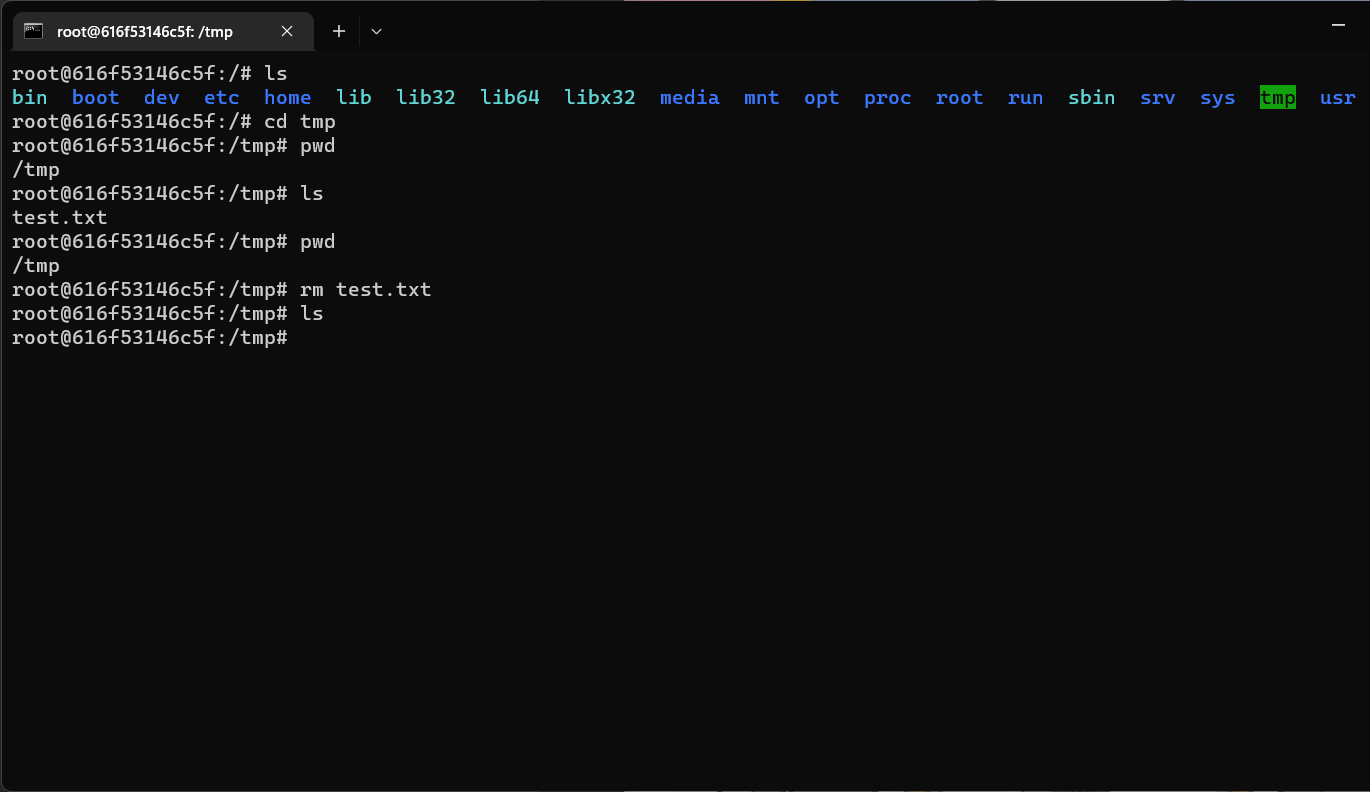 root@616f53146c5f: /tmp
root@616f53146c5f:/# ls
bin  boot  dev  etc  home  lib  lib32  lib64  libx32  media  mnt  opt  proc  root  run  sbin  srv  sys  tmp  usr
root@616f53146c5f:/# cd tmp
root@616f53146c5f:/tmp# pwd
/tmp
root@616f53146c5f:/tmp# ls
test.txt
root@616f53146c5f:/tmp# pwd
/tmp
root@616f53146c5f:/tmp# rm test.txt
root@616f53146c5f:/tmp# ls
root@616f53146c5f:/tmp#